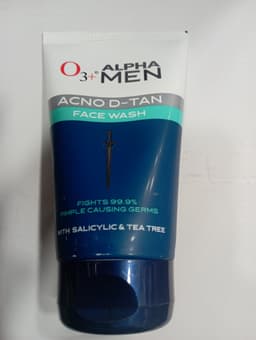 O3+® ALPHA
MEN
ACNO D-TAN
FACE WASH
FIGHTS 99.9%
PIMPLE CAUSING GERMS
WITH SALICYLIC & TEA TREE